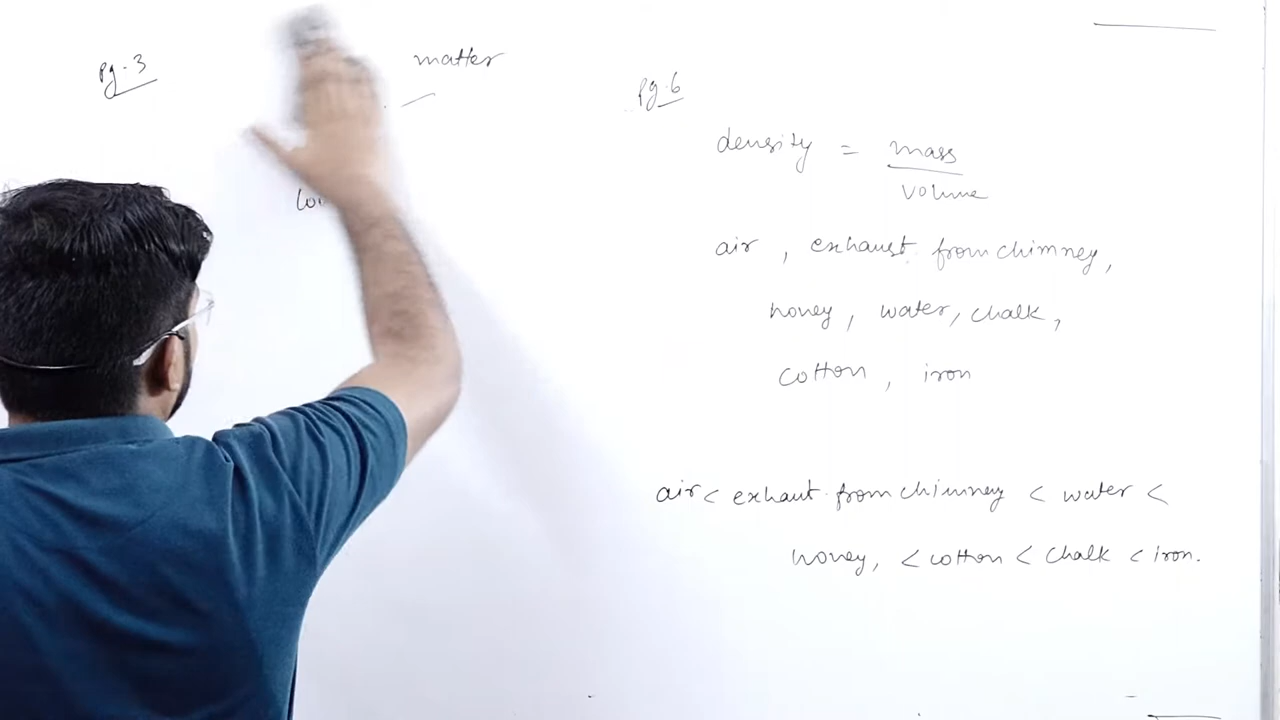 pg.3
matter
pg.6
density = mass
volume
air, exhaust from chimney,
honey, water, chalk,
cotton, iron
air < exhaut from chimney < water <
honey, < cotton < chalk < iron.